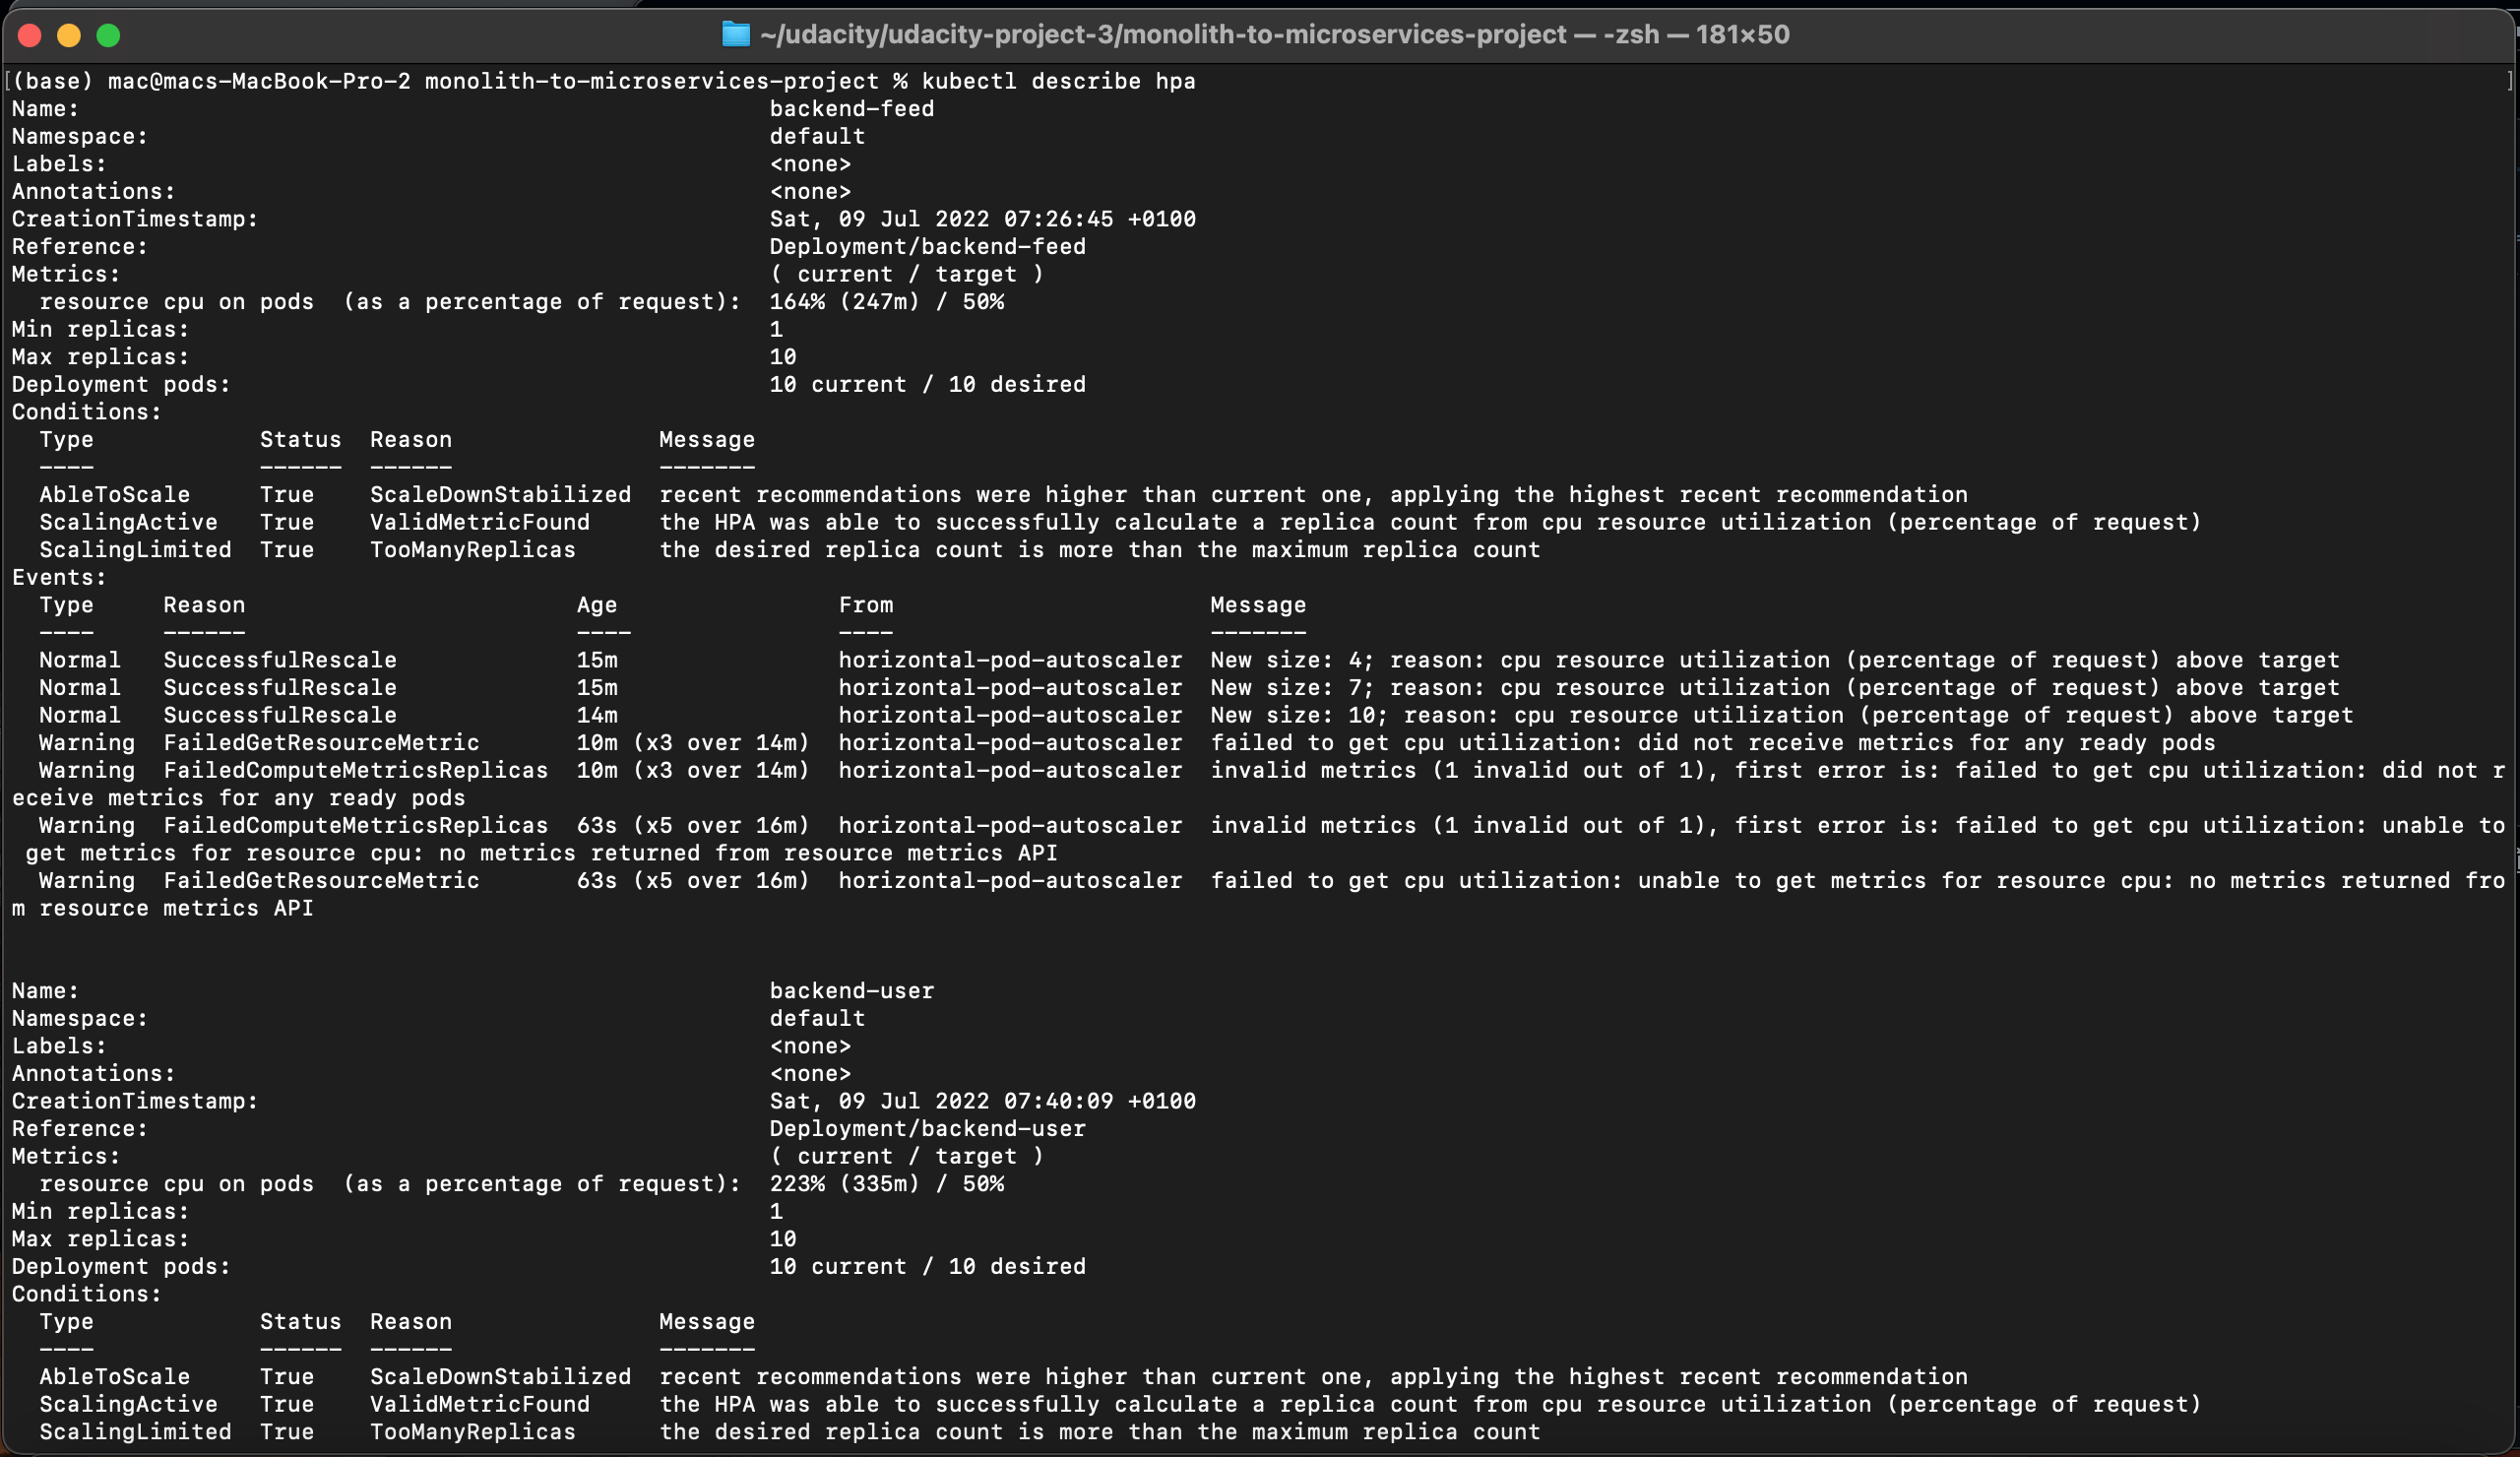 ~/udacity/udacity-project-3/monolith-to-microservices-project — -zsh — 181×50
[(base) mac@macs-MacBook-Pro-2 monolith-to-microservices-project % kubectl describe hpa ]
Name: backend-feed
Namespace: default
Labels: <none>
Annotations: <none>
CreationTimestamp: Sat, 09 Jul 2022 07:26:45 +0100
Reference: Deployment/backend-feed
Metrics: ( current / target )
  resource cpu on pods  (as a percentage of request):  164% (247m) / 50%
Min replicas: 1
Max replicas: 10
Deployment pods: 10 current / 10 desired
Conditions:
  Type            Status  Reason               Message
  ----            ------  ------               -------
  AbleToScale     True    ScaleDownStabilized  recent recommendations were higher than current one, applying the highest recent recommendation
  ScalingActive   True    ValidMetricFound     the HPA was able to successfully calculate a replica count from cpu resource utilization (percentage of request)
  ScalingLimited  True    TooManyReplicas      the desired replica count is more than the maximum replica count
Events:
  Type     Reason                        Age                From                       Message
  ----     ------                        ----               ----                       -------
  Normal   SuccessfulRescale             15m                horizontal-pod-autoscaler  New size: 4; reason: cpu resource utilization (percentage of request) above target
  Normal   SuccessfulRescale             15m                horizontal-pod-autoscaler  New size: 7; reason: cpu resource utilization (percentage of request) above target
  Normal   SuccessfulRescale             14m                horizontal-pod-autoscaler  New size: 10; reason: cpu resource utilization (percentage of request) above target
  Warning  FailedGetResourceMetric       10m (x3 over 14m)  horizontal-pod-autoscaler  failed to get cpu utilization: did not receive metrics for any ready pods
  Warning  FailedComputeMetricsReplicas  10m (x3 over 14m)  horizontal-pod-autoscaler  invalid metrics (1 invalid out of 1), first error is: failed to get cpu utilization: did not r
eceive metrics for any ready pods
  Warning  FailedComputeMetricsReplicas  63s (x5 over 16m)  horizontal-pod-autoscaler  invalid metrics (1 invalid out of 1), first error is: failed to get cpu utilization: unable to
 get metrics for resource cpu: no metrics returned from resource metrics API
  Warning  FailedGetResourceMetric       63s (x5 over 16m)  horizontal-pod-autoscaler  failed to get cpu utilization: unable to get metrics for resource cpu: no metrics returned fro
m resource metrics API
Name: backend-user
Namespace: default
Labels: <none>
Annotations: <none>
CreationTimestamp: Sat, 09 Jul 2022 07:40:09 +0100
Reference: Deployment/backend-user
Metrics: ( current / target )
  resource cpu on pods  (as a percentage of request):  223% (335m) / 50%
Min replicas: 1
Max replicas: 10
Deployment pods: 10 current / 10 desired
Conditions:
  Type            Status  Reason               Message
  ----            ------  ------               -------
  AbleToScale     True    ScaleDownStabilized  recent recommendations were higher than current one, applying the highest recent recommendation
  ScalingActive   True    ValidMetricFound     the HPA was able to successfully calculate a replica count from cpu resource utilization (percentage of request)
  ScalingLimited  True    TooManyReplicas      the desired replica count is more than the maximum replica count